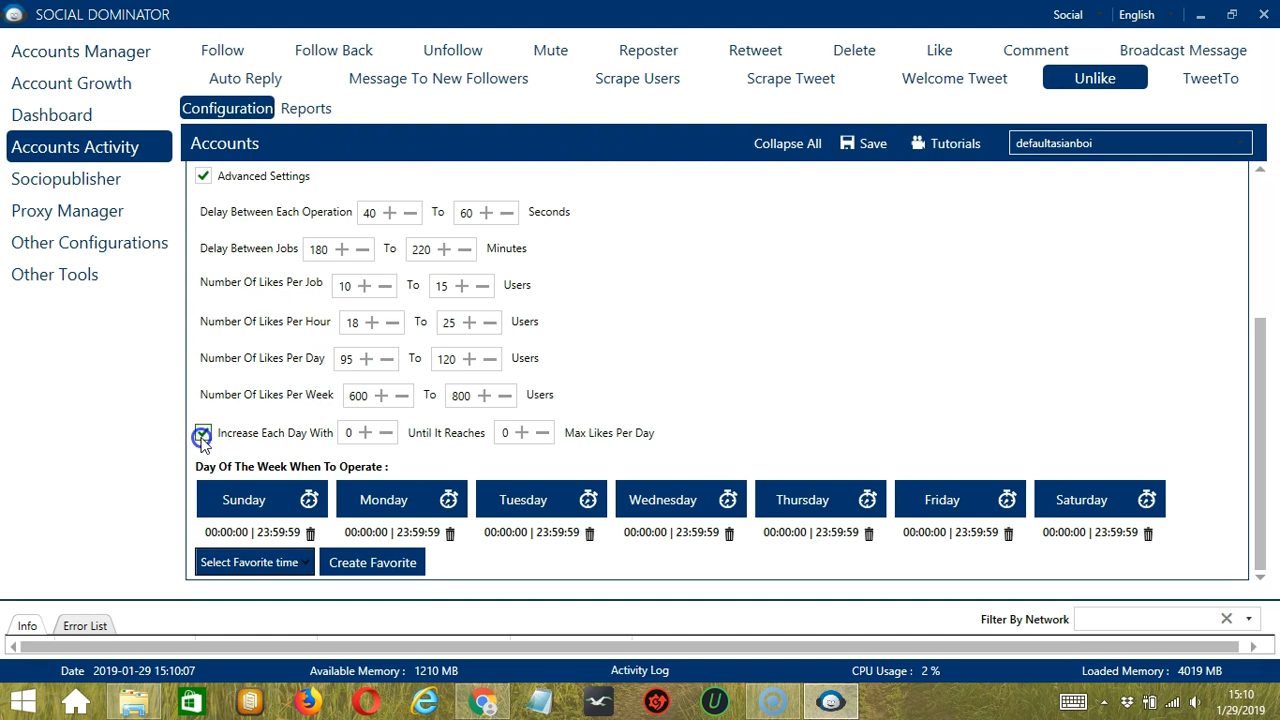 SOCIAL DOMINATOR
Social
English
Accounts Manager
Account Growth
Dashboard
Accounts Activity
Sociopublisher
Proxy Manager
Other Configurations
Other Tools
Follow Follow Back Unfollow Mute Reposter Retweet Delete Like Comment Broadcast Message
Auto Reply Message To New Followers Scrape Users Scrape Tweet Welcome Tweet Unlike TweetTo
Configuration Reports
Accounts Collapse All Save Tutorials defaultasianboi
Advanced Settings
Delay Between Each Operation 40 To 60 Seconds
Delay Between Jobs 180 To 220 Minutes
Number Of Likes Per Job 10 To 15 Users
Number Of Likes Per Hour 18 To 25 Users
Number Of Likes Per Day 95 To 120 Users
Number Of Likes Per Week 600 To 800 Users
Increase Each Day With 0 Until It Reaches 0 Max Likes Per Day
Day Of The Week When To Operate :
Sunday Monday Tuesday Wednesday Thursday Friday Saturday
00:00:00 | 23:59:59 00:00:00 | 23:59:59 00:00:00 | 23:59:59 00:00:00 | 23:59:59 00:00:00 | 23:59:59 00:00:00 | 23:59:59 00:00:00 | 23:59:59
Select Favorite time Create Favorite
Info Error List Filter By Network
Date 2019-01-29 15:10:07 Available Memory : 1210 MB Activity Log CPU Usage : 2 % Loaded Memory : 4019 MB
15:10
1/29/2019